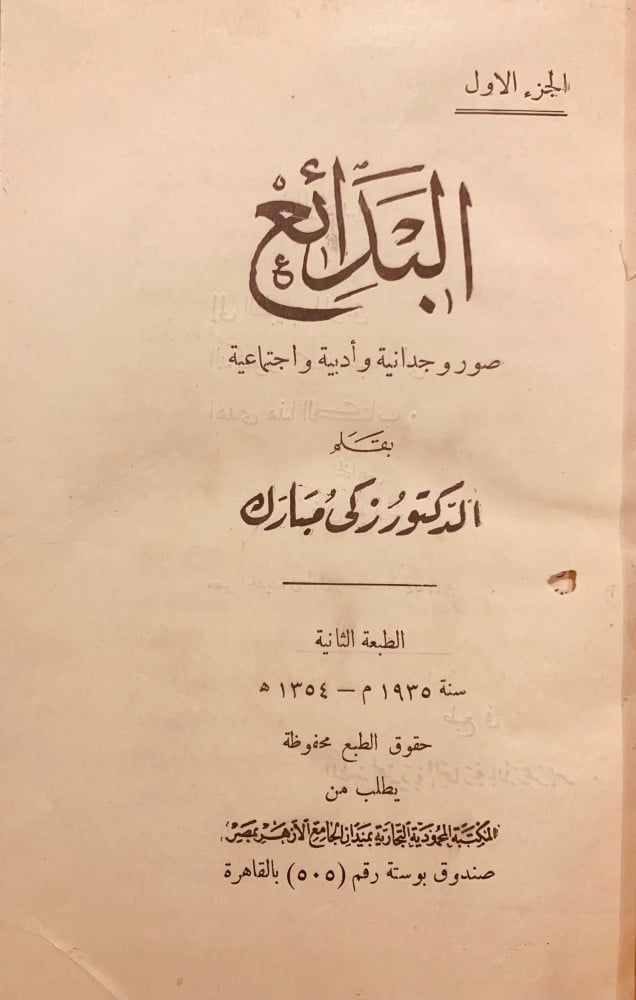 الجزء الاول
البدائع
صور وجدانية وأدبية واجتماعية
بقلم
الدكتور زكى مبارك
الطبعة الثانية
سنة ١٩٣٥ م — ١٣٥٤ ه
حقوق الطبع محفوظة
يطلب من
المكتبة المحمودية التجارية بميدان الجامع الأزهر بمصر
صندوق بوستة رقم (٥٠٥) بالقاهرة